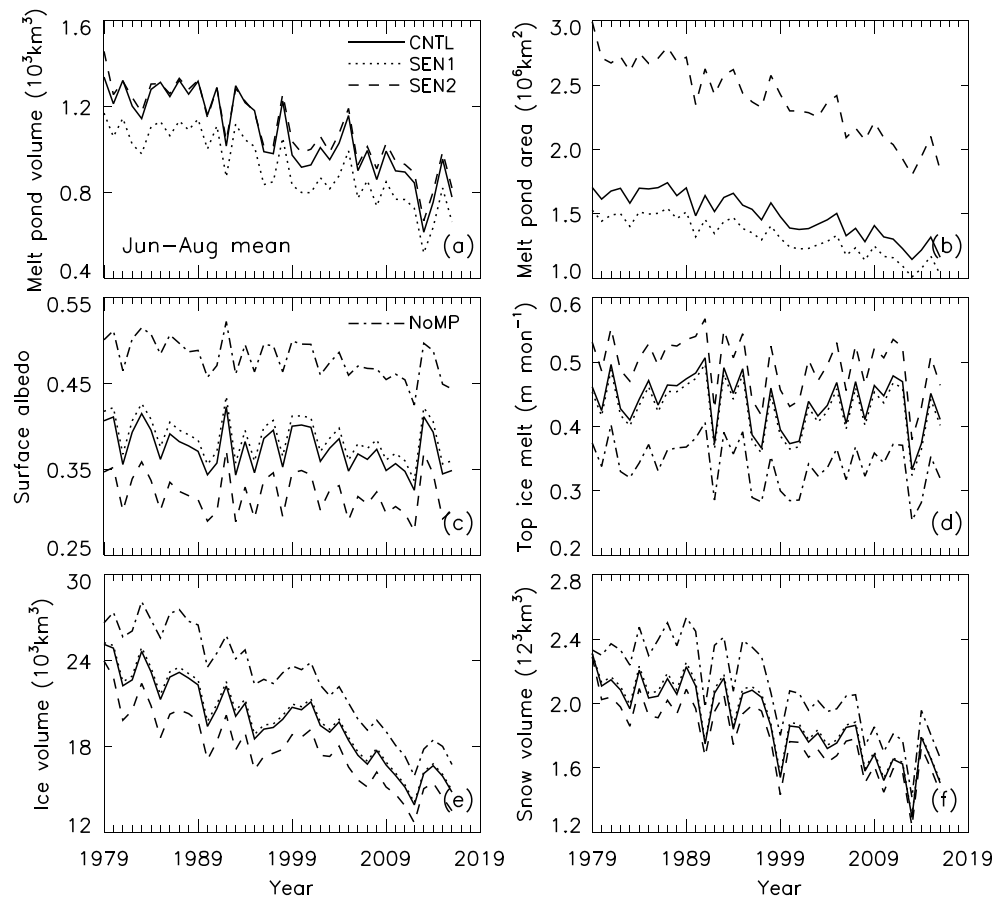 Melt pond volume (10³km³)
1.6
1.2
0.8
0.4
CNTL
SEN1
SEN2
Jun–Aug mean
(a)
Melt pond area (10⁶km²)
3.0
2.5
2.0
1.5
1.0
(b)
Surface albedo
0.55
0.45
0.35
0.25
NoMP
(c)
Top ice melt (m mon⁻¹)
0.6
0.5
0.4
0.3
0.2
(d)
Ice volume (10³km³)
30
24
18
12
(e)
1979 1989 1999 2009 2019
Year
Snow volume (12³km³)
2.8
2.4
2.0
1.6
1.2
(f)
1979 1989 1999 2009 2019
Year